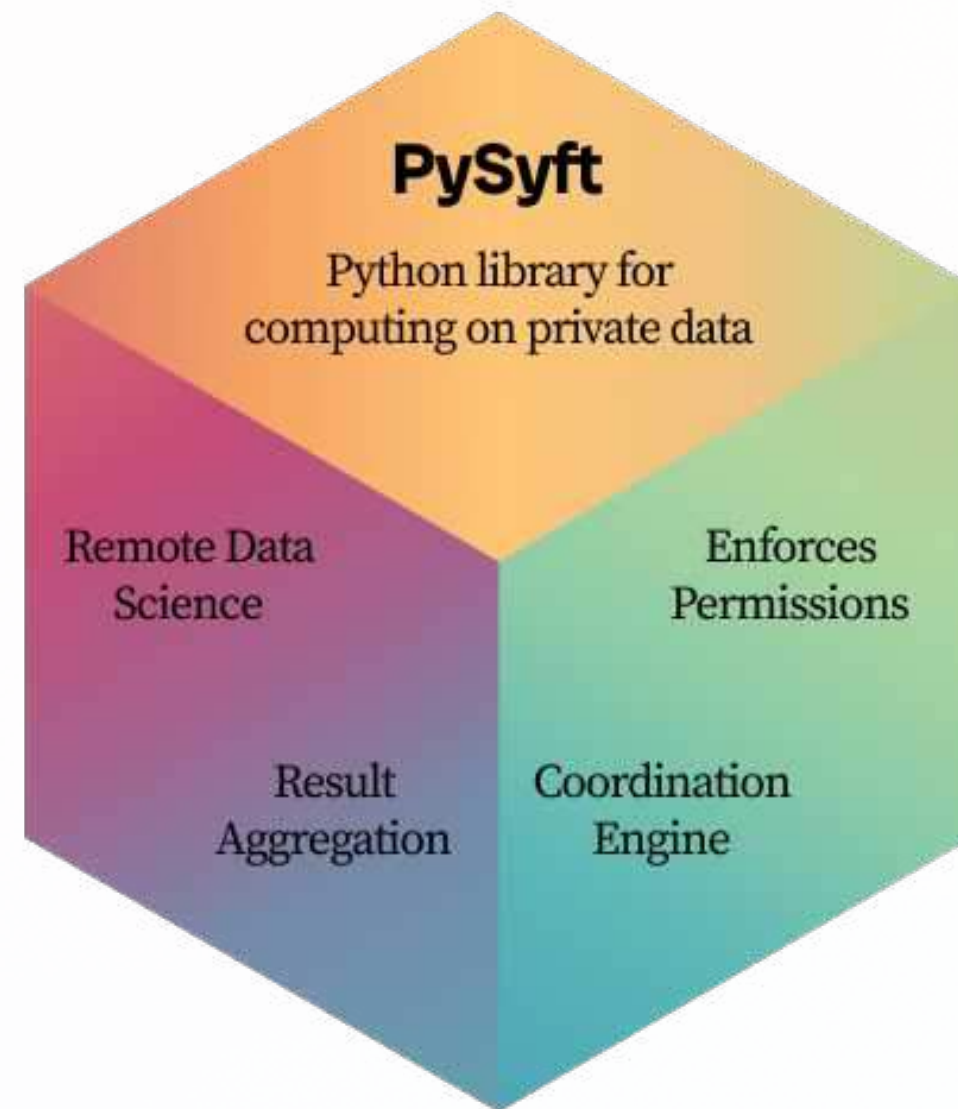 PySyft
Python library for
computing on private data
Remote Data
Science
Enforces
Permissions
Result
Aggregation
Coordination
Engine